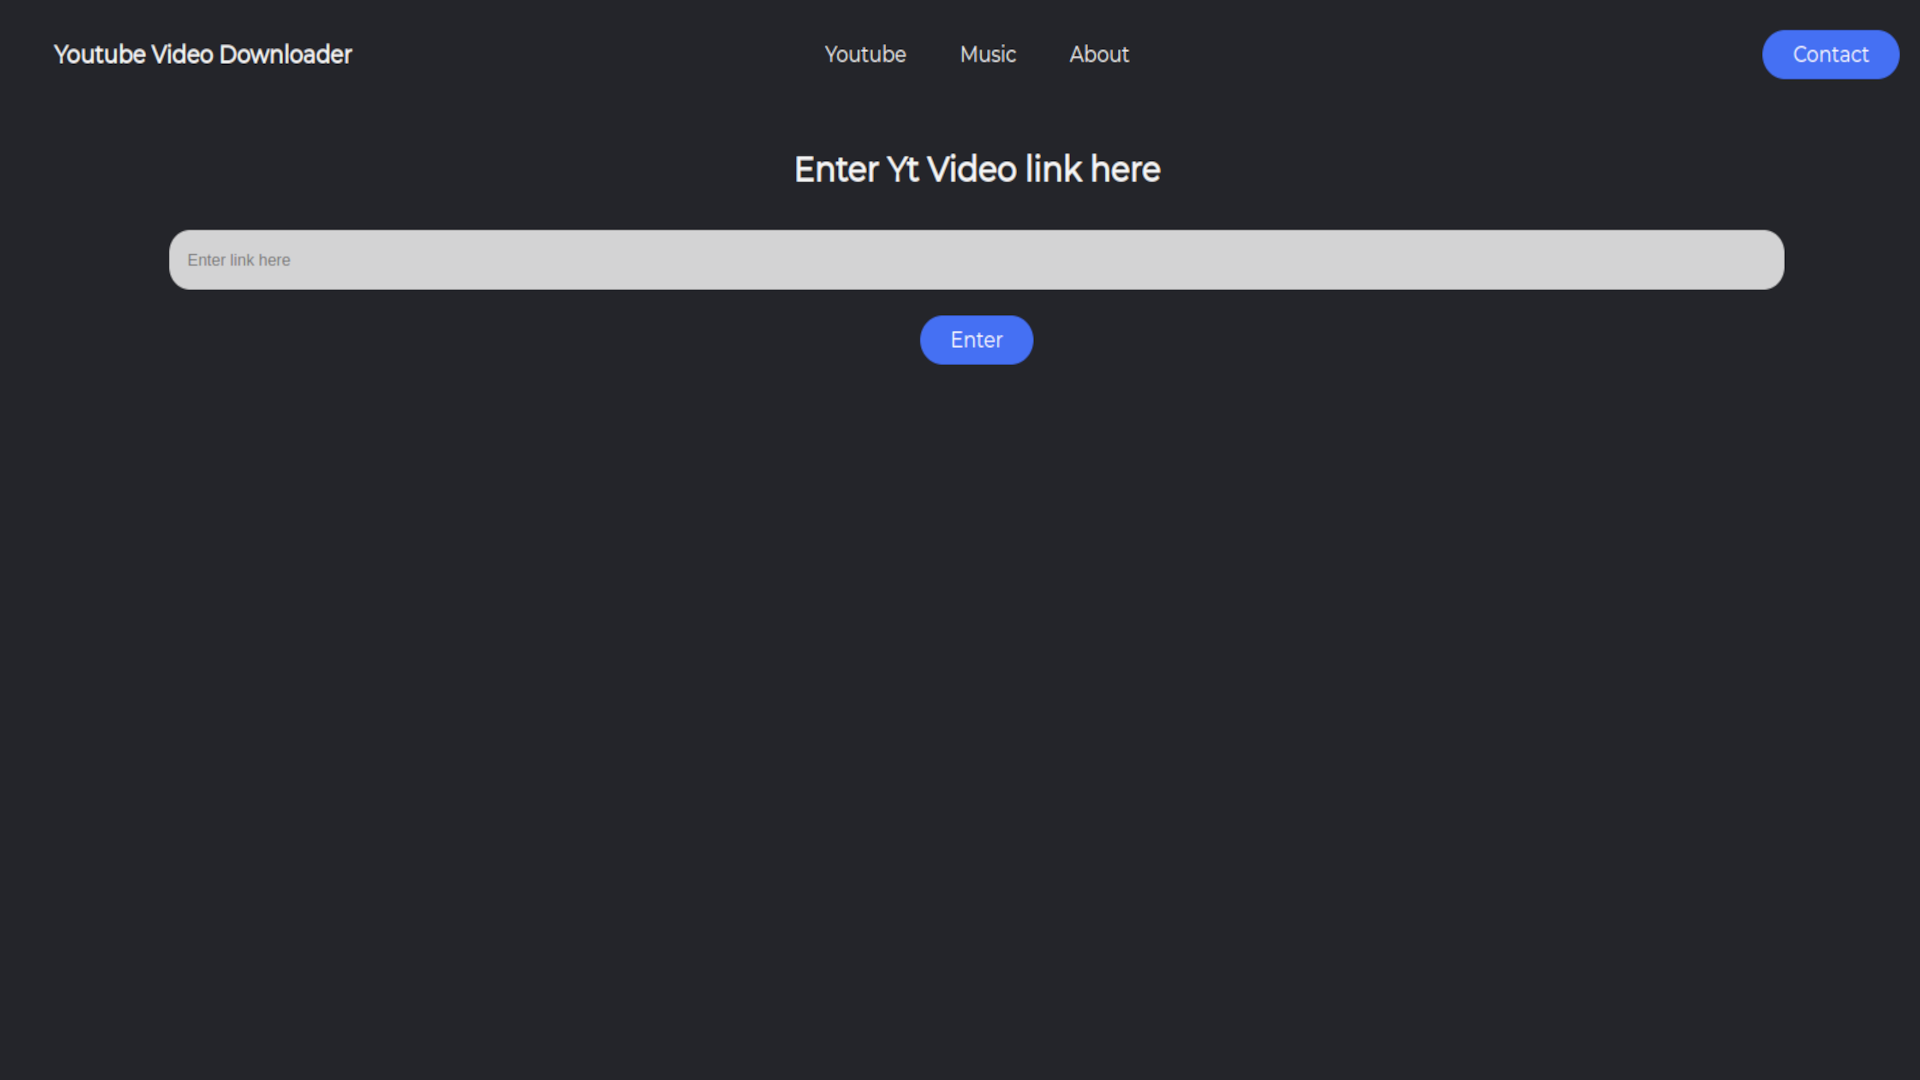 Youtube Video Downloader
Youtube
Music
About
Contact
Enter Yt Video link here
Enter link here
Enter